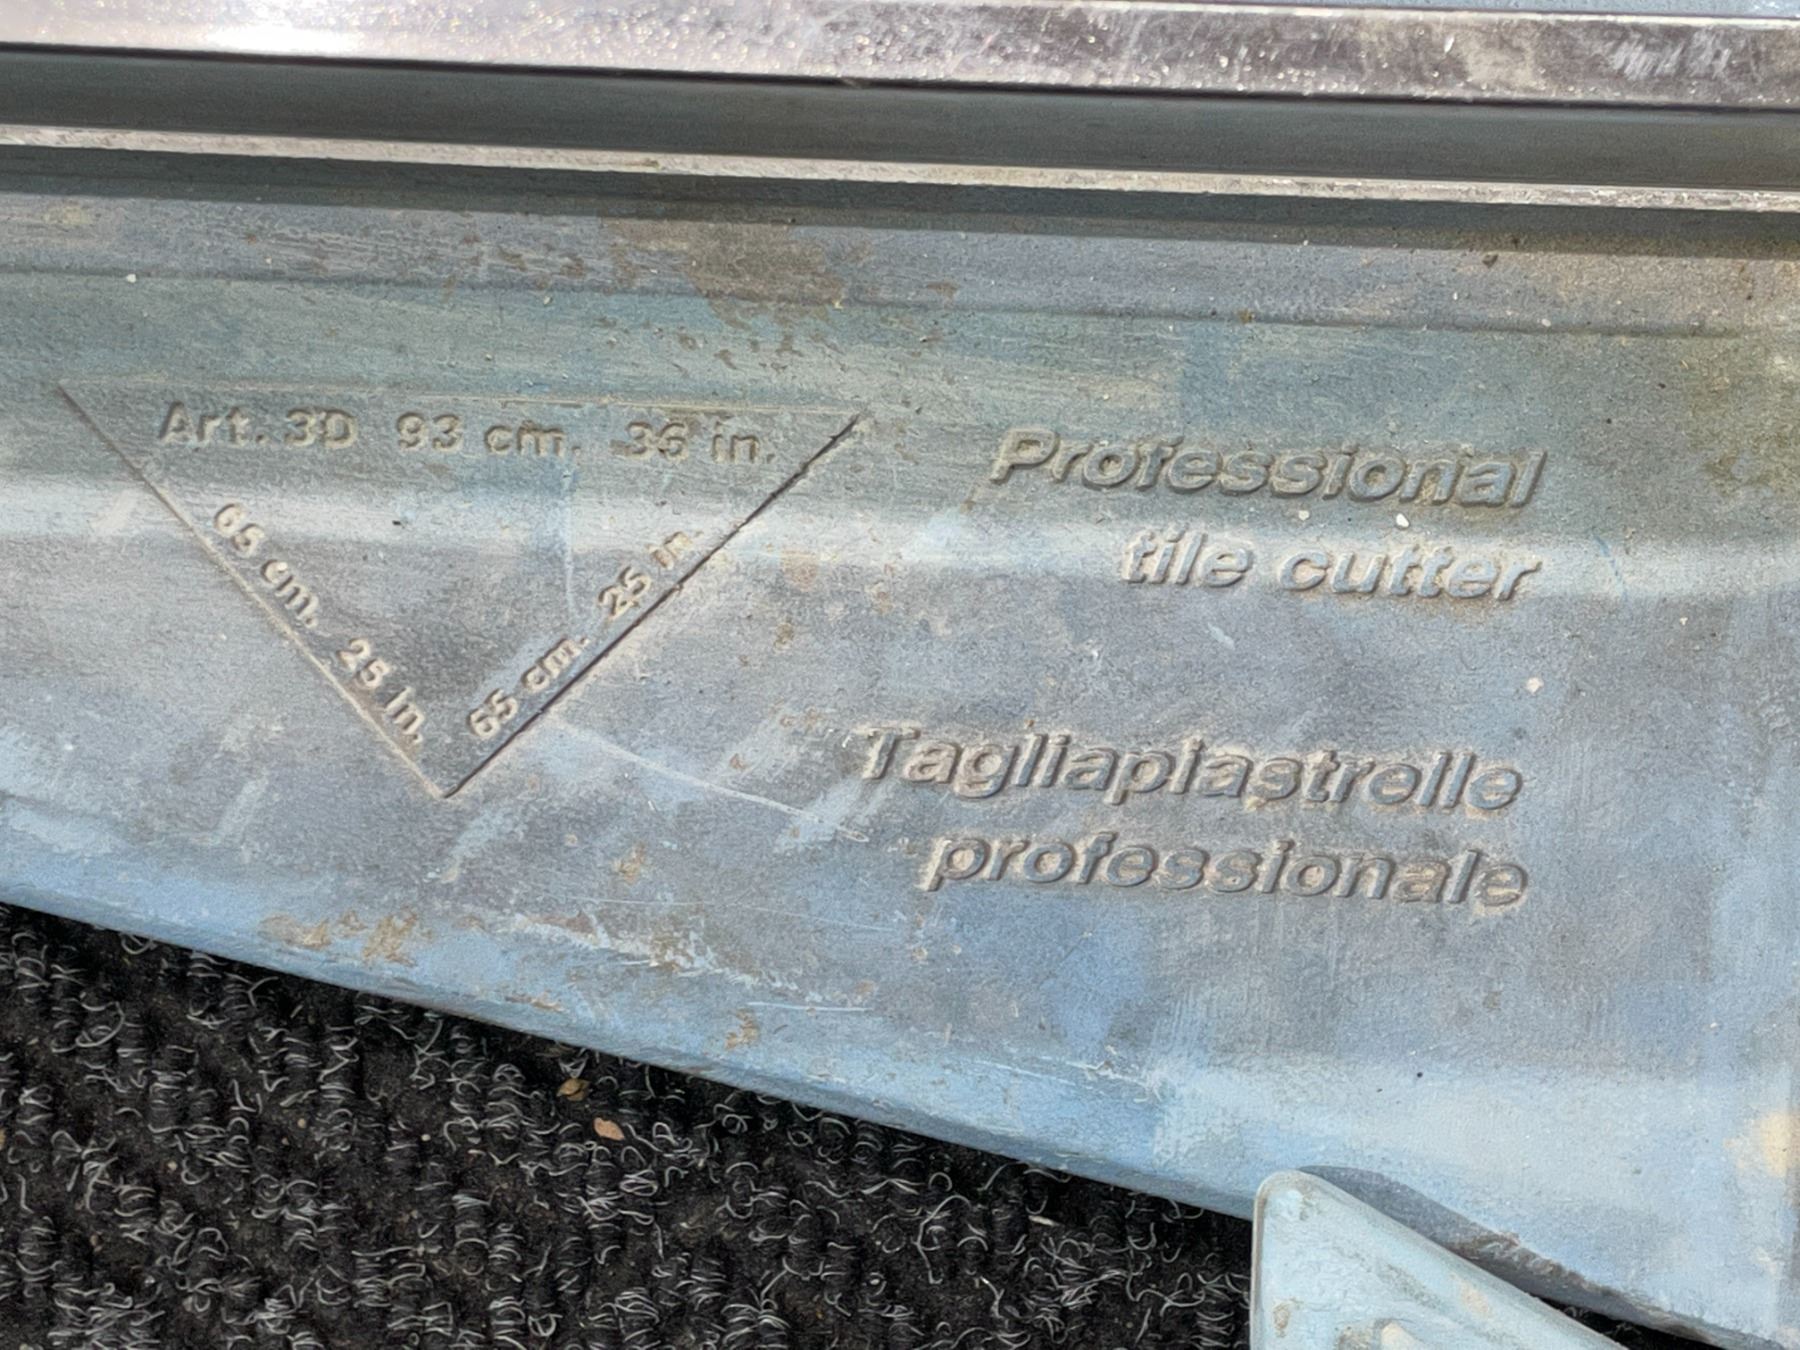 Art. 3D 93 cm. 36 in.
65 cm. 25 in.
65 cm. 25 in.
Professional
tile cutter
Tagliapiastrelle
professionale